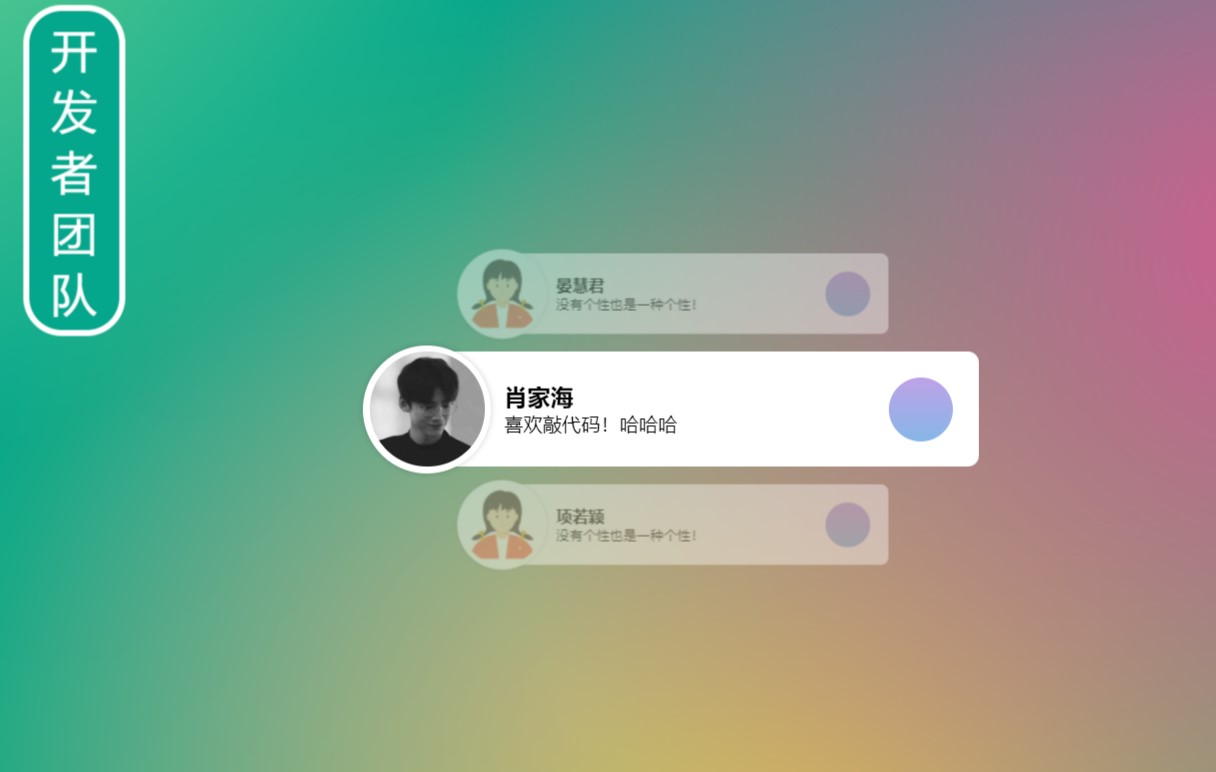 开发者团队
晏慧君
没有个性也是一种个性！
肖家海
喜欢敲代码！哈哈哈
项若颖
没有个性也是一种个性！